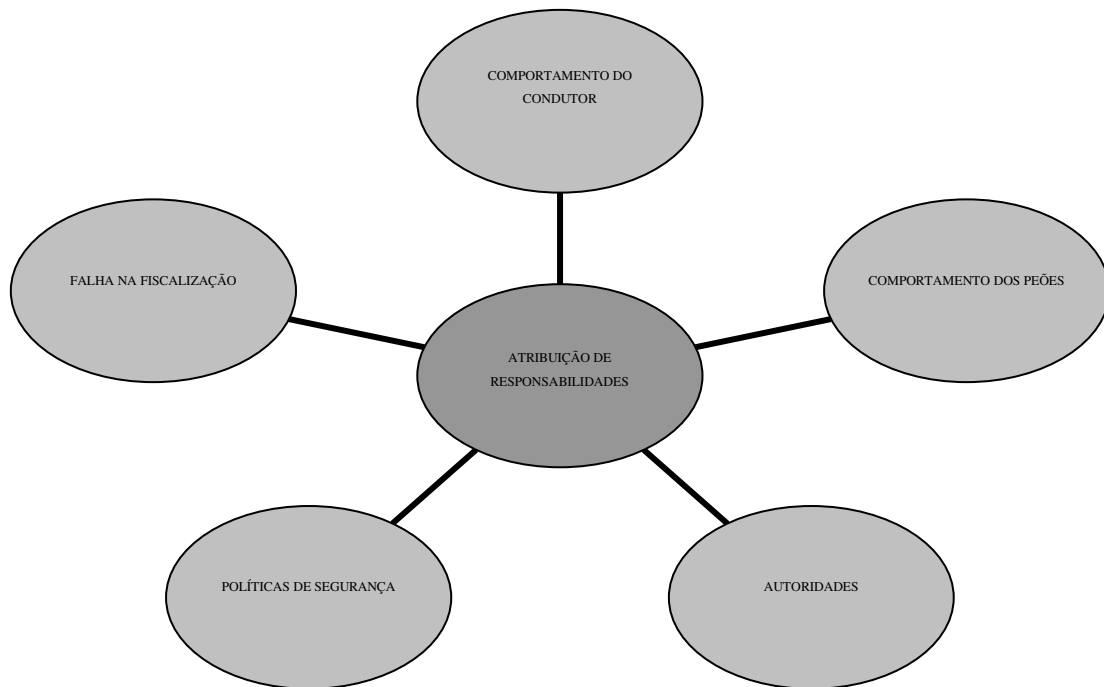 COMPORTAMENTO DO
CONDUTOR
FALHA NA FISCALIZAÇÃO
COMPORTAMENTO DOS PEÕES
ATRIBUIÇÃO DE
RESPONSABILIDADES
POLÍTICAS DE SEGURANÇA
AUTORIDADES